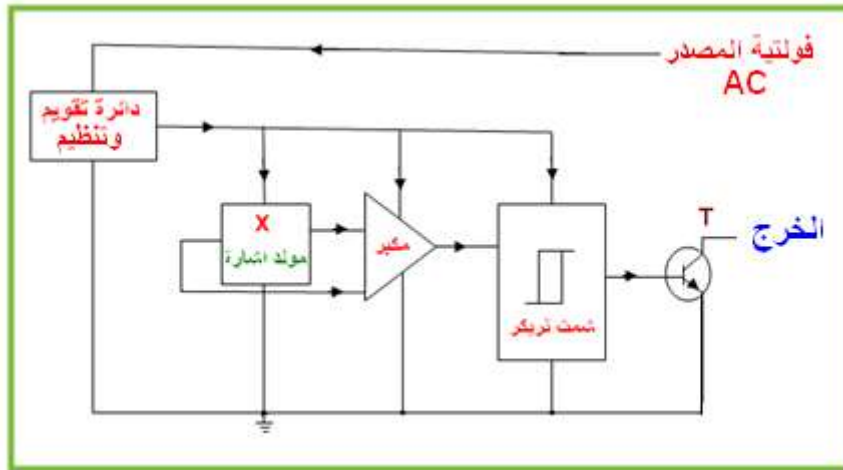 فولتية المصدر
AC
دائرة تقويم
وتنظيم
X
مولد اشارة
مكبر
شمت تريكر
T
الخرج